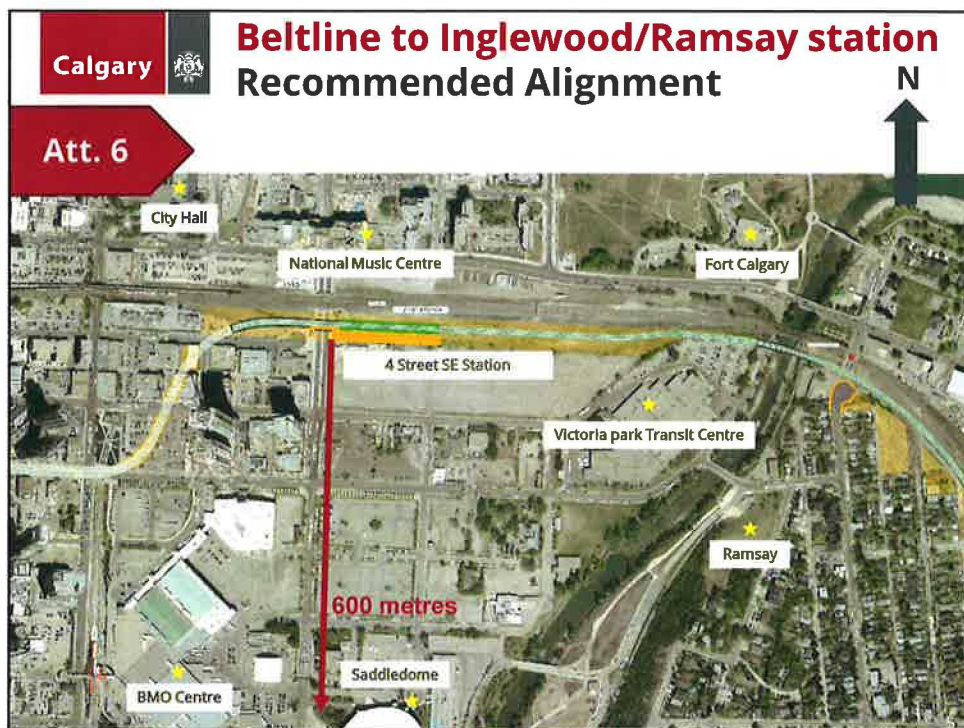 Calgary
Beltline to Inglewood/Ramsay station
Recommended Alignment
N
Att. 6
City Hall
National Music Centre
Fort Calgary
4 Street SE Station
Victoria park Transit Centre
Ramsay
600 metres
Saddledome
BMO Centre